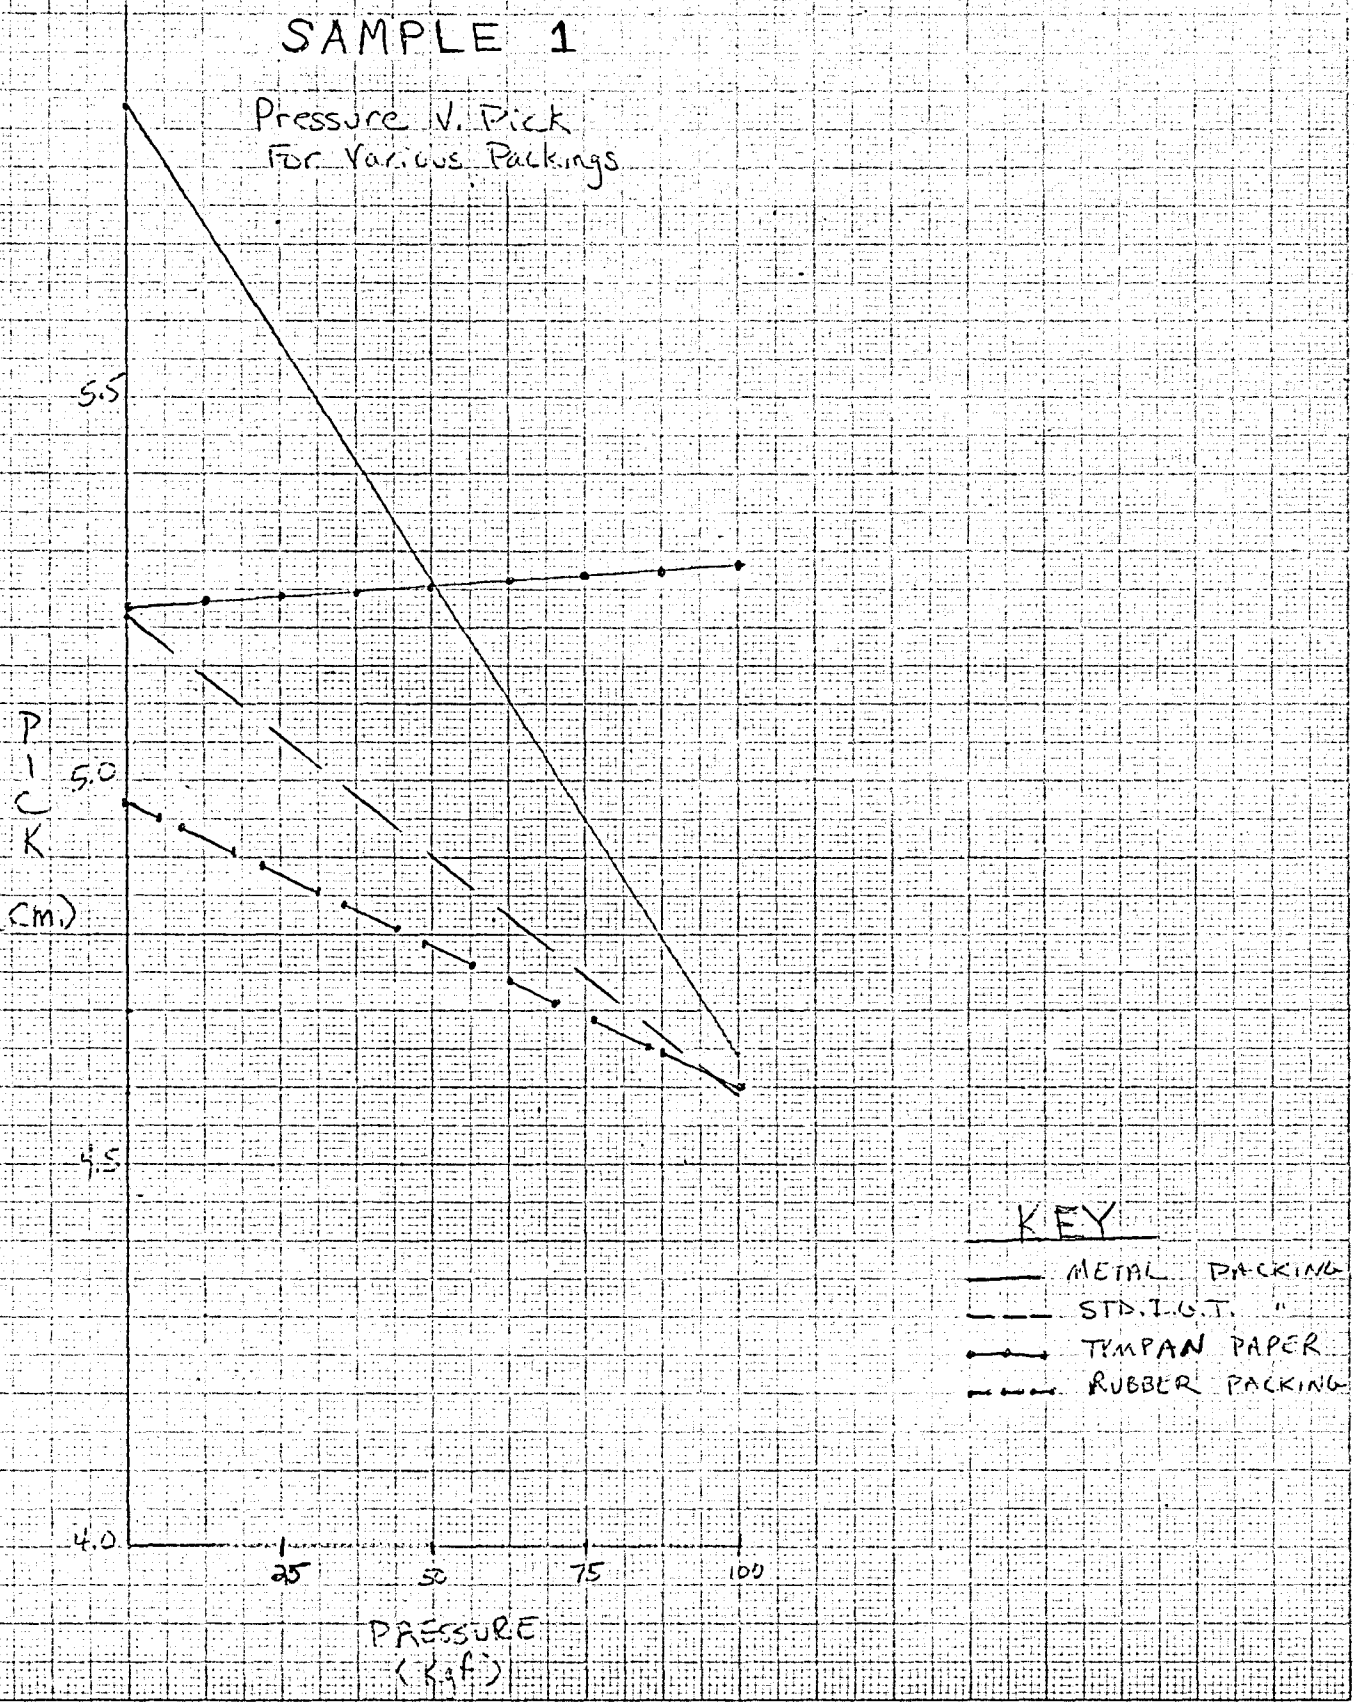 SAMPLE 1
Pressure V. Pick
For Various Packings
5.5
5.0
4.5
4.0
PICK
(m.)
25 50 75 100
PRESSURE
(Kgf)
KEY
METAL PACKING
STD. I.G.T. "
TYMPAN PAPER
RUBBER PACKING